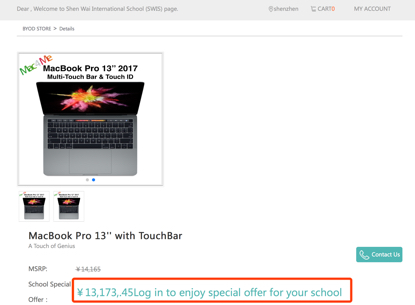 Dear , Welcome to Shen Wai International School (SWIS) page.
shenzhen
CART0
MY ACCOUNT
BYOD STORE > Details
Mac4Me
MacBook Pro 13’’ 2017
Multi-Touch Bar & Touch ID
MacBook Pro 13'' with TouchBar
A Touch of Genius
Contact Us
MSRP: ¥14,165
School Special Offer : ¥13,173,.45Log in to enjoy special offer for your school